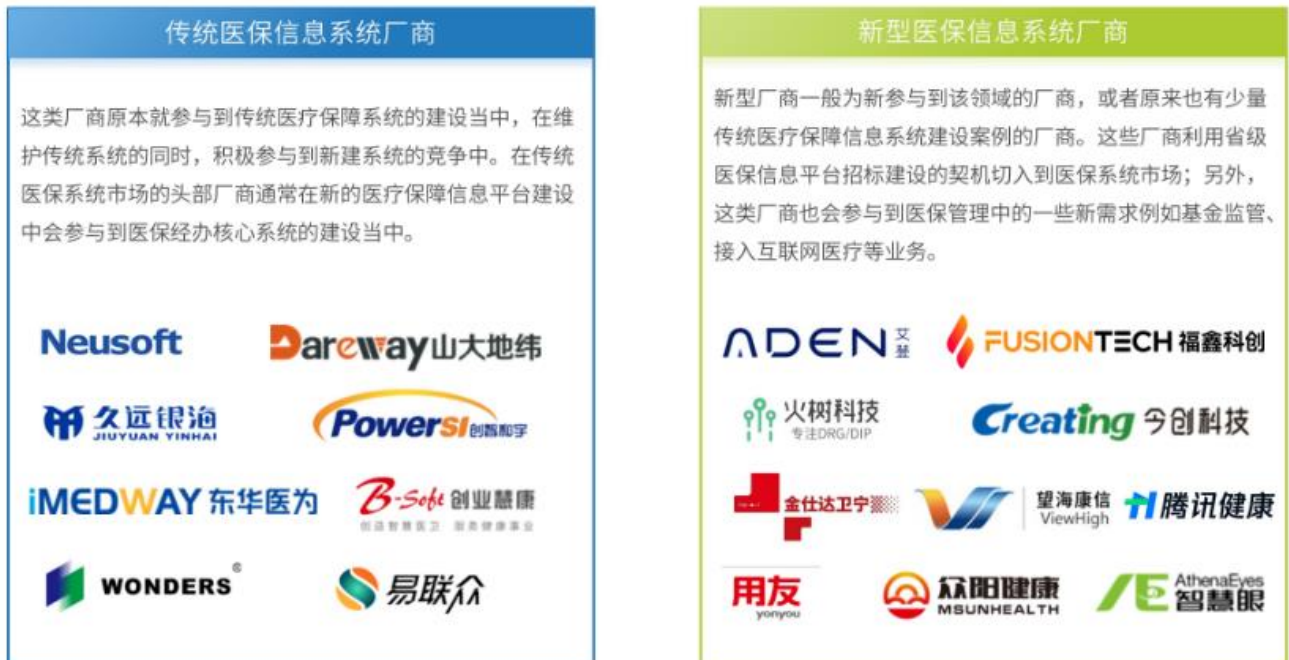 传统医保信息系统厂商
这类厂商原本就参与到传统医疗保障系统的建设当中，在维
护传统系统的同时，积极参与到新建系统的竞争中。在传统
医保系统市场的头部厂商通常在新的医疗保障信息平台建设
中会参与到医保经办核心系统的建设当中。
Neusoft
Dareway山大地纬
久远银海
JIUYUAN YINHAI
PowerSI创智和宇
iMEDWAY 东华医为
B-Soft 创业慧康
创造智慧医卫 服务健康事业
WONDERS®
易联众
新型医保信息系统厂商
新型厂商一般为新参与到该领域的厂商，或者原来也有少量
传统医疗保障信息系统建设案例的厂商。这些厂商利用省级
医保信息平台招标建设的契机切入到医保系统市场；另外，
这类厂商也会参与到医保管理中的一些新需求例如基金监管、
接入互联网医疗等业务。
ADEN 艾登
FUSIONTECH 福鑫科创
火树科技
专注DRG/DIP
Creating 今创科技
金仕达卫宁
望海康信
ViewHigh
腾讯健康
用友
yonyou
众阳健康
MSUNHEALTH
AthenaEyes
智慧眼